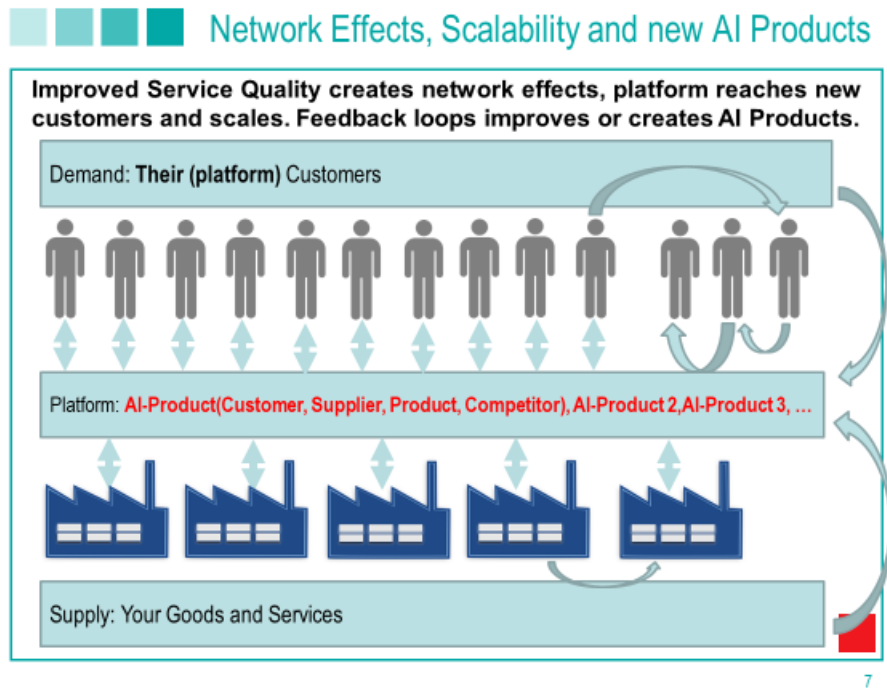 Network Effects, Scalability and new AI Products
Improved Service Quality creates network effects, platform reaches new
customers and scales. Feedback loops improves or creates AI Products.
Demand: Their (platform) Customers
Platform: AI-Product(Customer, Supplier, Product, Competitor), AI-Product 2,AI-Product 3, …
Supply: Your Goods and Services
7